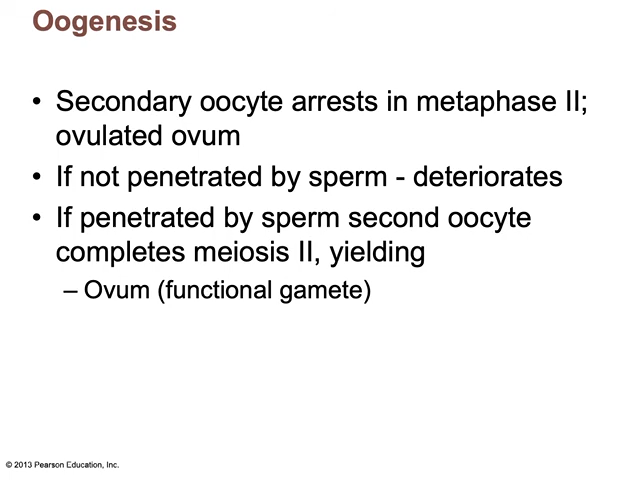 Oogenesis
• Secondary oocyte arrests in metaphase II;
ovulated ovum
• If not penetrated by sperm - deteriorates
• If penetrated by sperm second oocyte
completes meiosis II, yielding
– Ovum (functional gamete)
© 2013 Pearson Education, Inc.